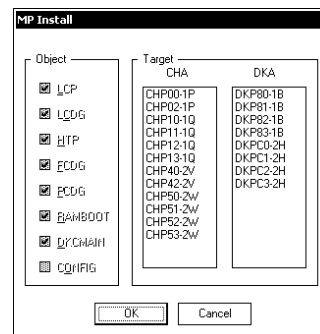 MP Install
Object
LCP
LCDG
HTP
FCDG
PCDG
RAMBOOT
DKCMAIN
CONFIG
Target
CHA
CHP00-1P
CHP02-1P
CHP10-1Q
CHP11-1Q
CHP12-1Q
CHP13-1Q
CHP40-2V
CHP42-2V
CHP50-2W
CHP51-2W
CHP52-2W
CHP53-2W
DKA
DKP80-1B
DKP81-1B
DKP82-1B
DKP83-1B
DKPC0-2H
DKPC1-2H
DKPC2-2H
DKPC3-2H
OK
Cancel